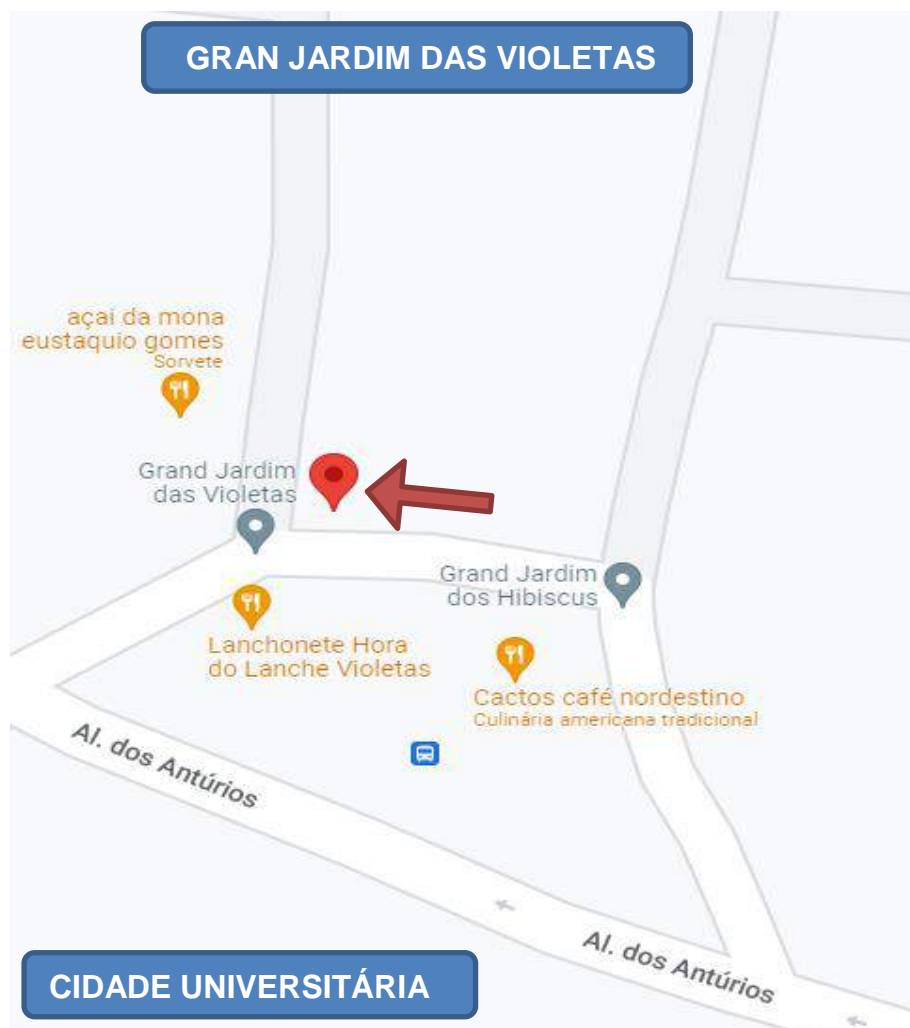 GRAN JARDIM DAS VIOLETAS
açai da mona
eustaquio gomes
Sorvete
Grand Jardim
das Violetas
Grand Jardim
dos Hibiscus
Lanchonete Hora
do Lanche Violetas
Cactos café nordestino
Culinária americana tradicional
Al. dos Antúrios
Al. dos Antúrios
CIDADE UNIVERSITÁRIA